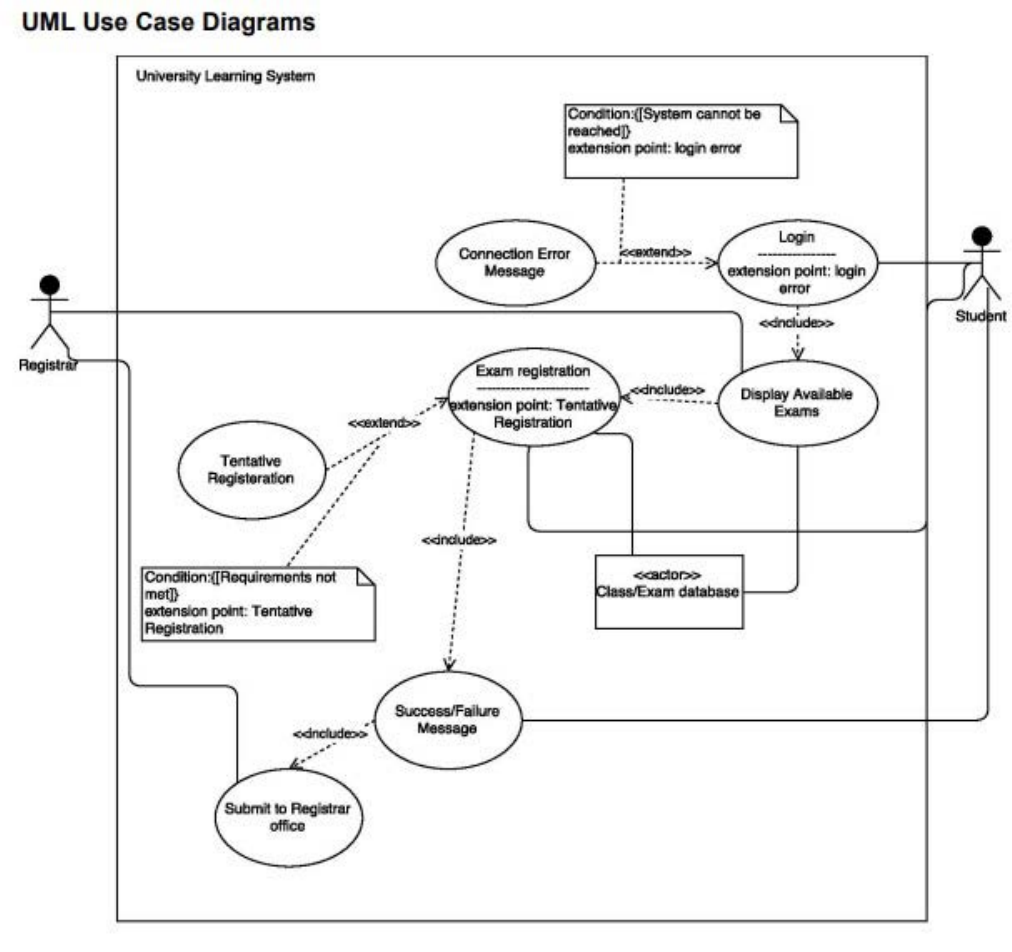 UML Use Case Diagrams
University Learning System
Condition:{[System cannot be
reached]}
extension point: login error
Connection Error
Message
<<extend>>
Login
extension point: login
error
Student
<<include>>
Registrar
Exam registration
extension point: Tentative
Registration
<<include>>
Display Available
Exams
<<extend>>
Tentative
Registeration
<<include>>
Condition:{[Requirements not
met]}
extension point: Tentative
Registration
<<actor>>
Class/Exam database
Success/Failure
Message
<<include>>
Submit to Registrar
office